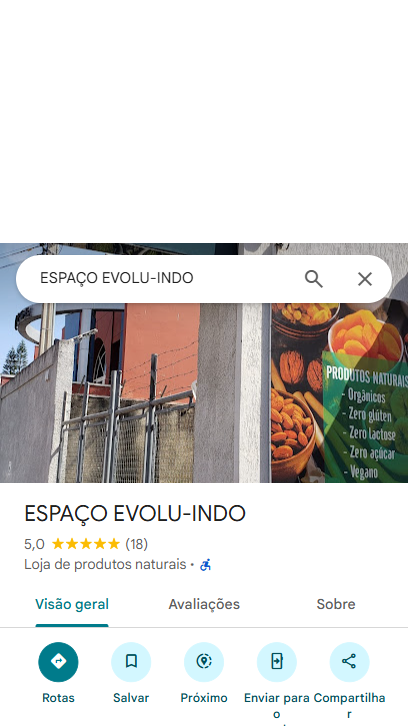 ESPAÇO EVOLU-INDO
PRODUTOS NATURAIS
- Orgânicos
- Zero glúten
- Zero lactose
- Zero açúcar
- Vegano
ESPAÇO EVOLU-INDO
5,0 (18)
Loja de produtos naturais ·
Visão geral Avaliações Sobre
Rotas Salvar Próximo Enviar para o Compartilhar